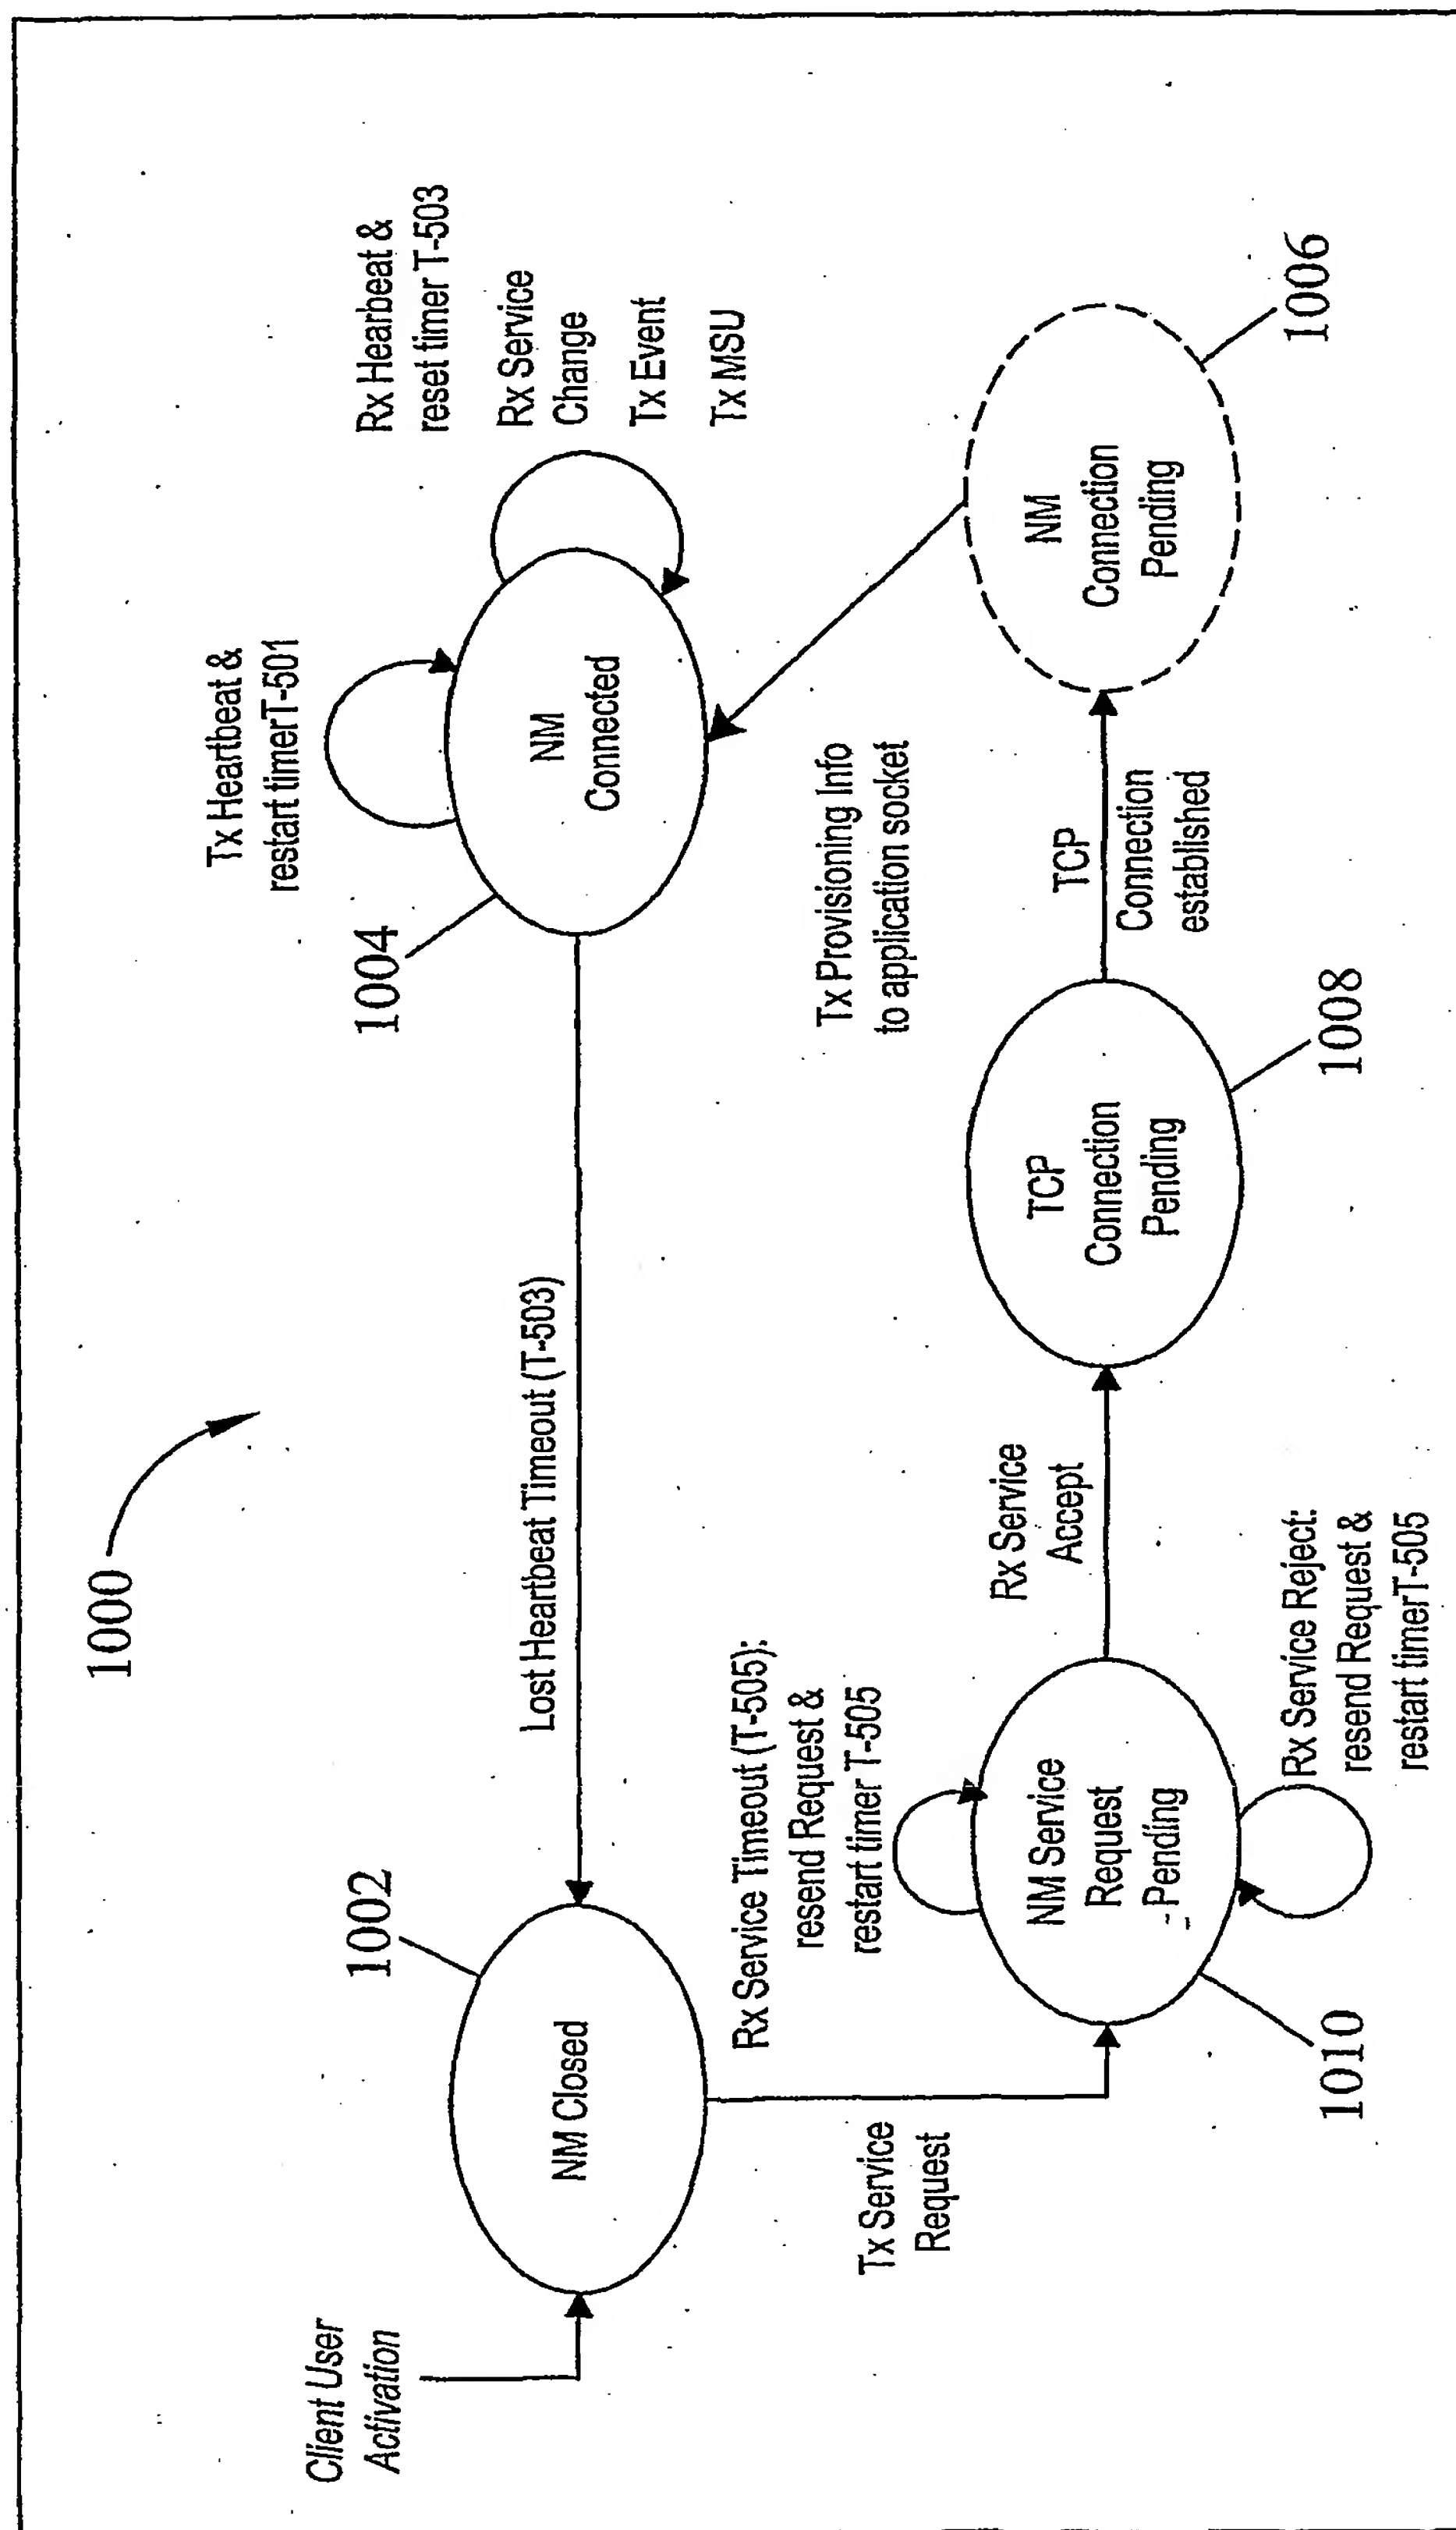 1000
Client User
Activation
1002
NM Closed
Lost Heartbeat Timeout (T-503)
1004
NM
Connected
Tx Heartbeat &
restart timerT-501
Rx Hearbeat &
reset timer T-503
Rx Service
Change
Tx Event
Tx MSU
Tx Service
Request
Rx Service Timeout (T-505):
resend Request &
restart timer T-505
NM Service
Request
Pending
1010
Rx Service Reject:
resend Request &
restart timerT-505
Rx Service
Accept
TCP
Connection
Pending
1008
TCP
Connection
established
Tx Provisioning Info
to application socket
NM
Connection
Pending
1006